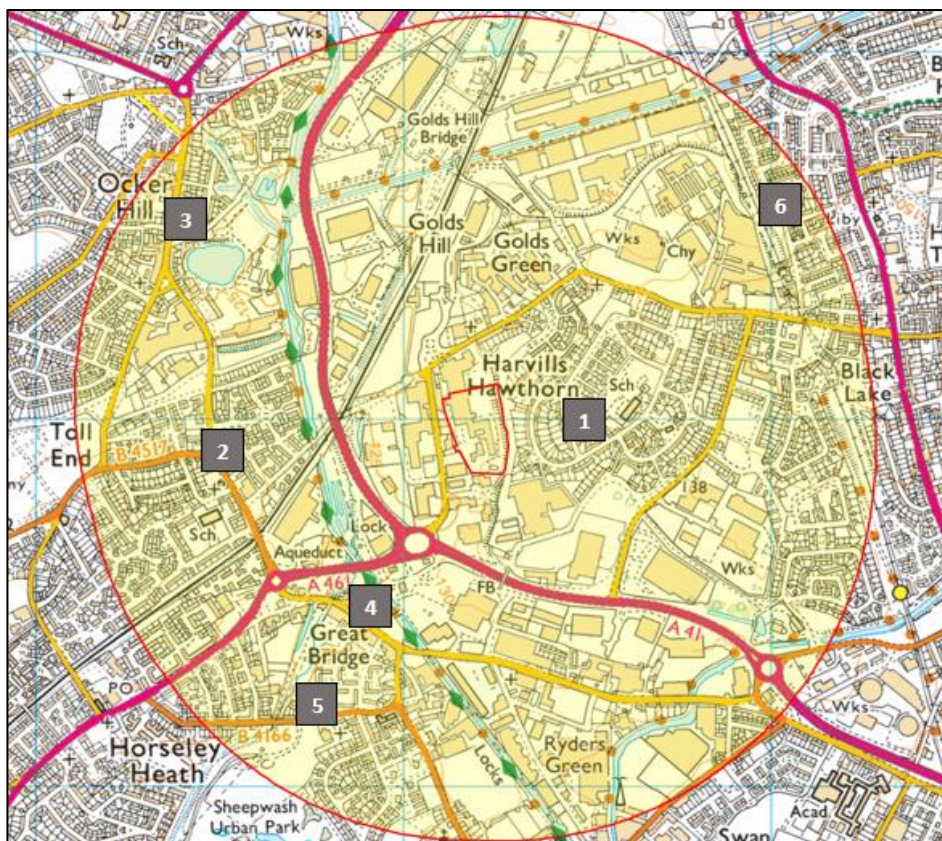 Sch
Wks
Golds Hill
Bridge
Ocker
Hill
3
6
Liby
Golds
Hill
Golds
Green
Wks
Chy
Harvills
Hawthorn
Sch
1
Black
Lake
Toll
End
B 4517
2
138
Sch
Lock
Aqueduct
A 461
FB
Wks
4
Great
Bridge
A 41
PO
5
B 4166
Horseley
Heath
Locks
Ryders
Green
Wks
Sheepwash
Urban Park
Acad
Swan